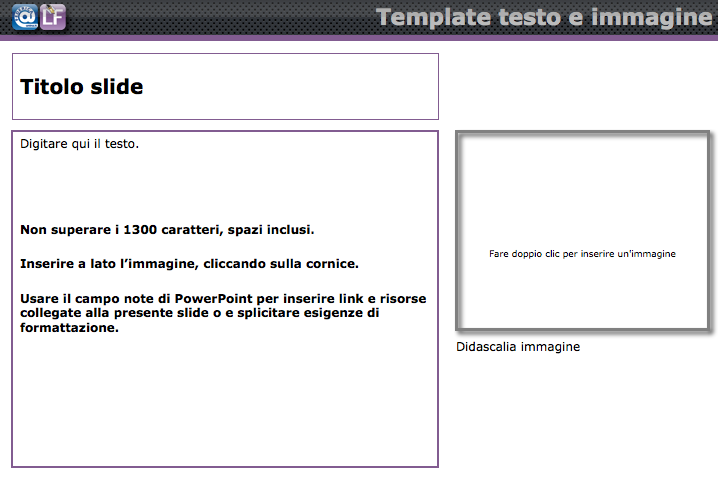 LF
Template testo e immagine
Titolo slide
Digitare qui il testo.
Non superare i 1300 caratteri, spazi inclusi.
Inserire a lato l’immagine, cliccando sulla cornice.
Usare il campo note di PowerPoint per inserire link e risorse
collegate alla presente slide o e splicitare esigenze di
formattazione.
Fare doppio clic per inserire un’immagine
Didascalia immagine